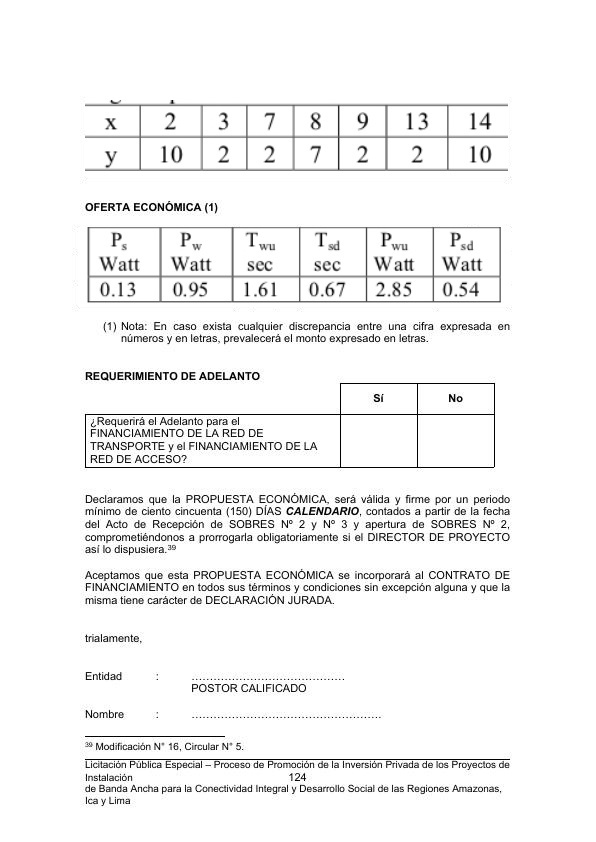 x 2 3 7 8 9 13 14
y 10 2 2 7 2 2 10
OFERTA ECONÓMICA (1)
Ps Pw Twu Tsd Pwu Psd
Watt Watt sec sec Watt Watt
0.13 0.95 1.61 0.67 2.85 0.54
(1) Nota: En caso exista cualquier discrepancia entre una cifra expresada en
números y en letras, prevalecerá el monto expresado en letras.
REQUERIMIENTO DE ADELANTO
Sí No
¿Requerirá el Adelanto para el
FINANCIAMIENTO DE LA RED DE
TRANSPORTE y el FINANCIAMIENTO DE LA
RED DE ACCESO?
Declaramos que la PROPUESTA ECONÓMICA, será válida y firme por un periodo
mínimo de ciento cincuenta (150) DÍAS CALENDARIO, contados a partir de la fecha
del Acto de Recepción de SOBRES Nº 2 y Nº 3 y apertura de SOBRES Nº 2,
comprometiéndonos a prorrogarla obligatoriamente si el DIRECTOR DE PROYECTO
así lo dispusiera.39
Aceptamos que esta PROPUESTA ECONÓMICA se incorporará al CONTRATO DE
FINANCIAMIENTO en todos sus términos y condiciones sin excepción alguna y que la
misma tiene carácter de DECLARACIÓN JURADA.
trialamente,
Entidad : ……………………………………
POSTOR CALIFICADO
Nombre : …………………………………………….
39 Modificación N° 16, Circular N° 5.
Licitación Pública Especial – Proceso de Promoción de la Inversión Privada de los Proyectos de
Instalación 124
de Banda Ancha para la Conectividad Integral y Desarrollo Social de las Regiones Amazonas,
Ica y Lima